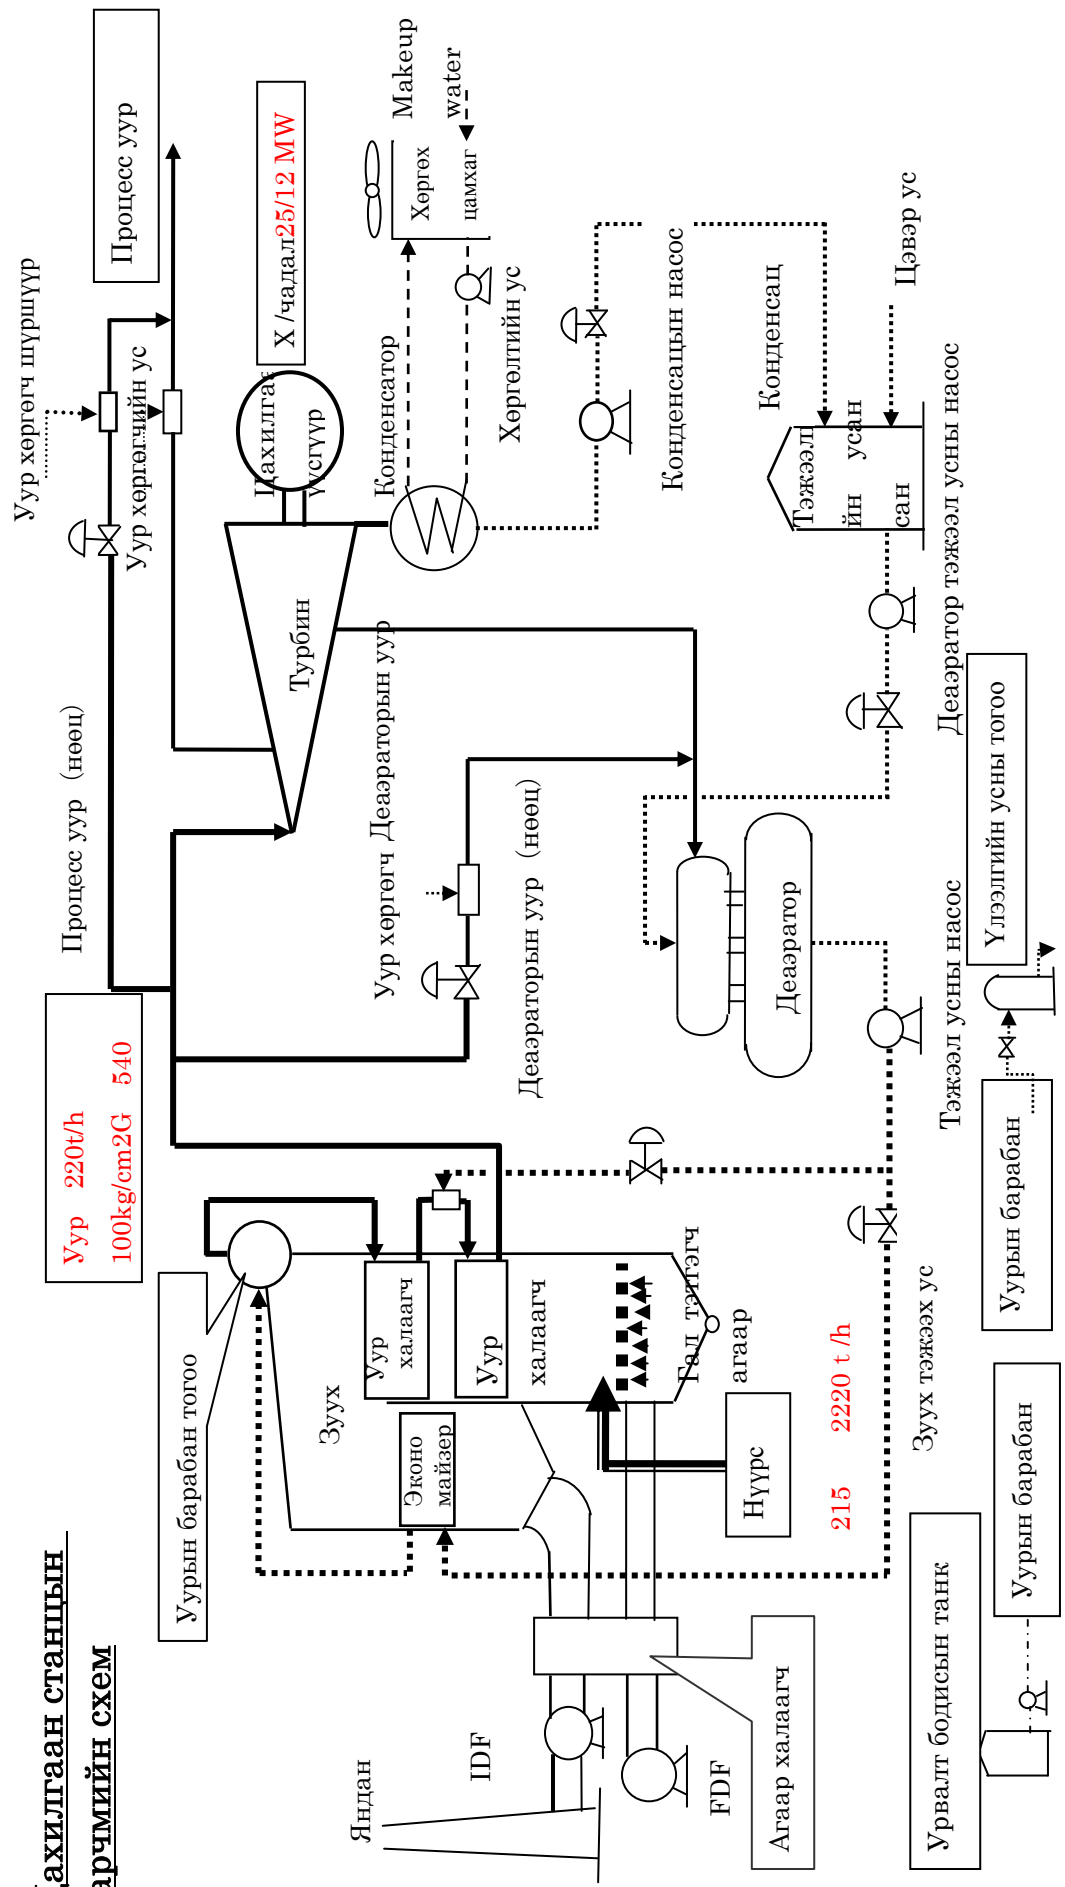 ахилгаан станцын
арчмийн схем
Яндан
IDF
FDF
Агаар халаагч
Уурын барабан тогоо
Зуух
Эконо
майзер
Уур
халаагч
Уур
халаагч
Гал тэтгэгч
агаар
Нүүрс
215 2220 t /h
Зуух тэжээх ус
Урвалт бодисын танк
Уурын барабан
Уур 220t/h
100kg/cm2G 540
Процесс уур (нөөц)
Уур хөргөгч шүршүүр
Уур хөргөгчийн ус
Процесс уур
Турбин
Цахилгаа
үүсгүүр
Х /чадал25/12 MW
Конденсатор
Хөргөх
цамхаг
Makeup
water
Хөргөлтийн ус
Деаэраторын уур
Уур хөргөгч
Деаэраторын уур (нөөц)
Конденсацын насос
Конденсац
Цэвэр ус
Тэжээл
ийн
усан
сан
Деаэратор тэжээл усны насос
Деаэратор
Тэжээл усны насос
Үлээлгийн усны тогоо
Уурын барабан